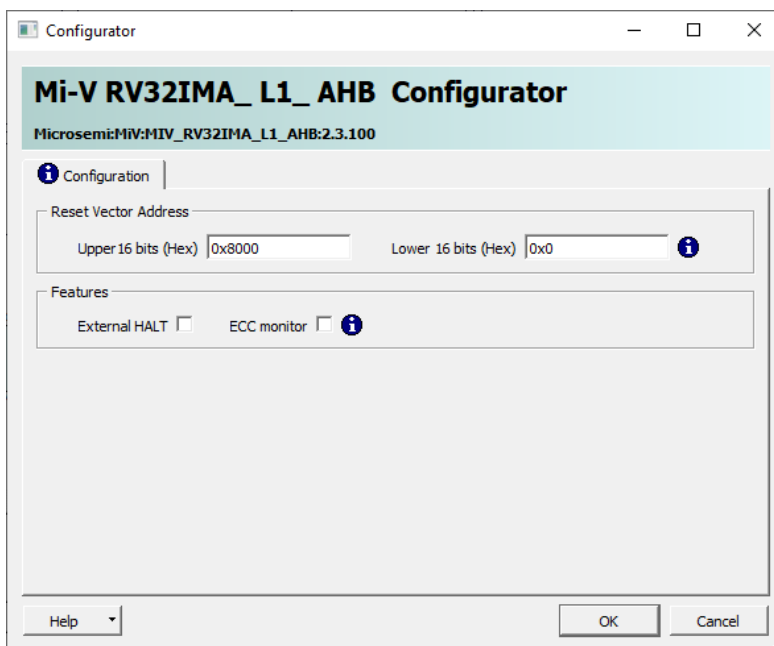 Configurator
Mi-V RV32IMA_ L1_ AHB Configurator
Microsemi:MiV:MIV_RV32IMA_L1_AHB:2.3.100
Configuration
Reset Vector Address
Upper 16 bits (Hex) 0x8000 Lower 16 bits (Hex) 0x0
Features
External HALT ECC monitor
Help OK Cancel